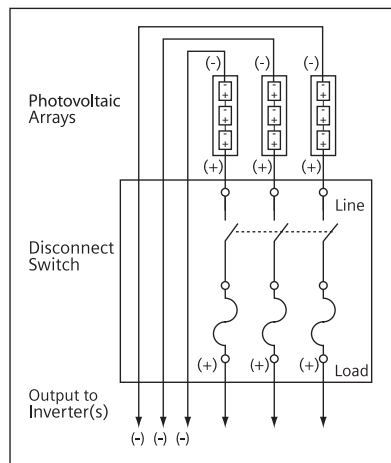 (-) (-) (-)
Photovoltaic
Arrays
- + - + - +
- + - + - +
- + - + - +
(+) (+) (+)
Line
Disconnect
Switch
(+) (+) (+)
Load
Output to
Inverter(s)
(-) (-) (-)